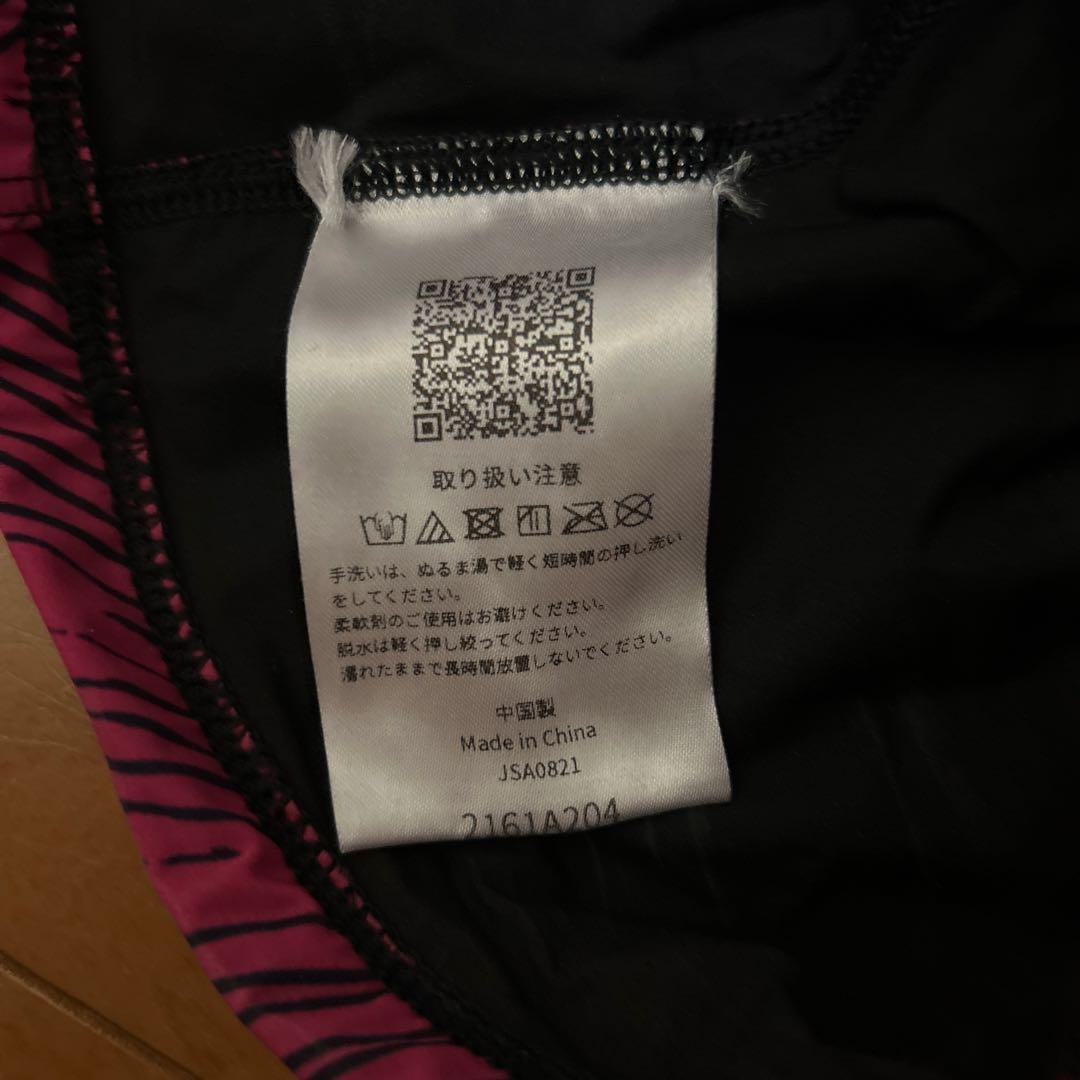 取り扱い注意
手洗いは、ぬるま湯で軽く短時間の押し洗い
をしてください。
柔軟剤のご使用はお避けください。
脱水は軽く押し絞ってください。
濡れたままで長時間放置しないでください。
中国製
Made in China
JSA0821
2161A204